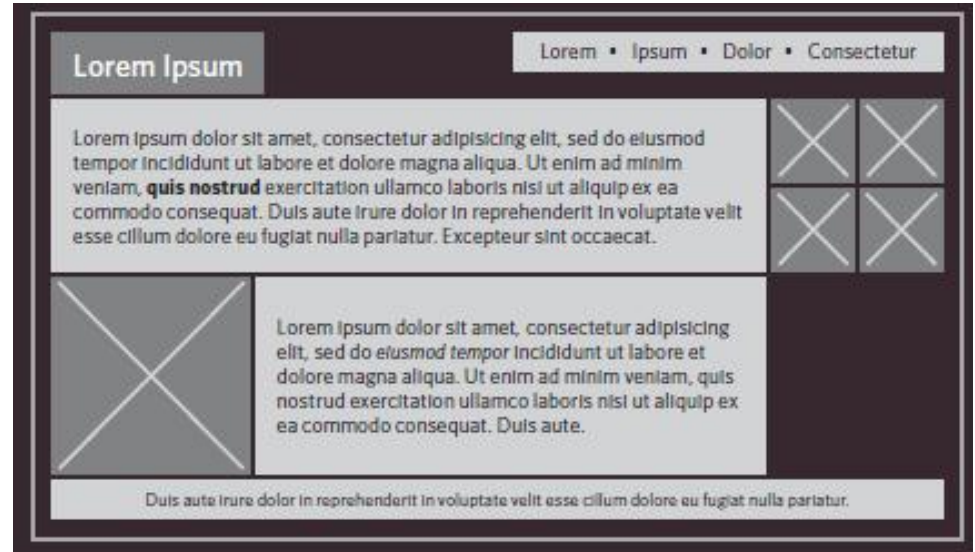 Lorem Ipsum
Lorem ▪ Ipsum ▪ Dolor ▪ Consectetur
Lorem ipsum dolor sit amet, consectetur adipisicing elit, sed do eiusmod
tempor incididunt ut labore et dolore magna aliqua. Ut enim ad minim
veniam, quis nostrud exercitation ullamco laboris nisi ut aliquip ex ea
commodo consequat. Duis aute irure dolor in reprehenderit in voluptate velit
esse cillum dolore eu fugiat nulla pariatur. Excepteur sint occaecat.
Lorem ipsum dolor sit amet, consectetur adipisicing
elit, sed do eiusmod tempor incididunt ut labore et
dolore magna aliqua. Ut enim ad minim veniam, quis
nostrud exercitation ullamco laboris nisi ut aliquip ex
ea commodo consequat. Duis aute.
Duis aute irure dolor in reprehenderit in voluptate velit esse cillum dolore eu fugiat nulla pariatur.